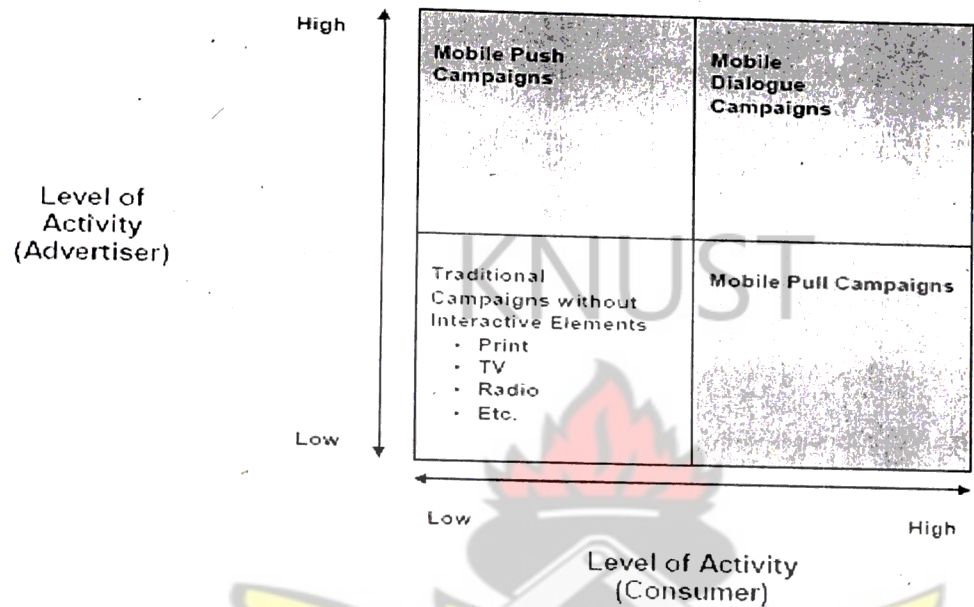 High
Mobile Push
Campaigns
Mobile
Dialogue
Campaigns
Level of
Activity
(Advertiser)
KNUST
Traditional
Campaigns without
Interactive Elements
· Print
· TV
· Radio
· Etc.
Mobile Pull Campaigns
Low
Low
High
Level of Activity
(Consumer)